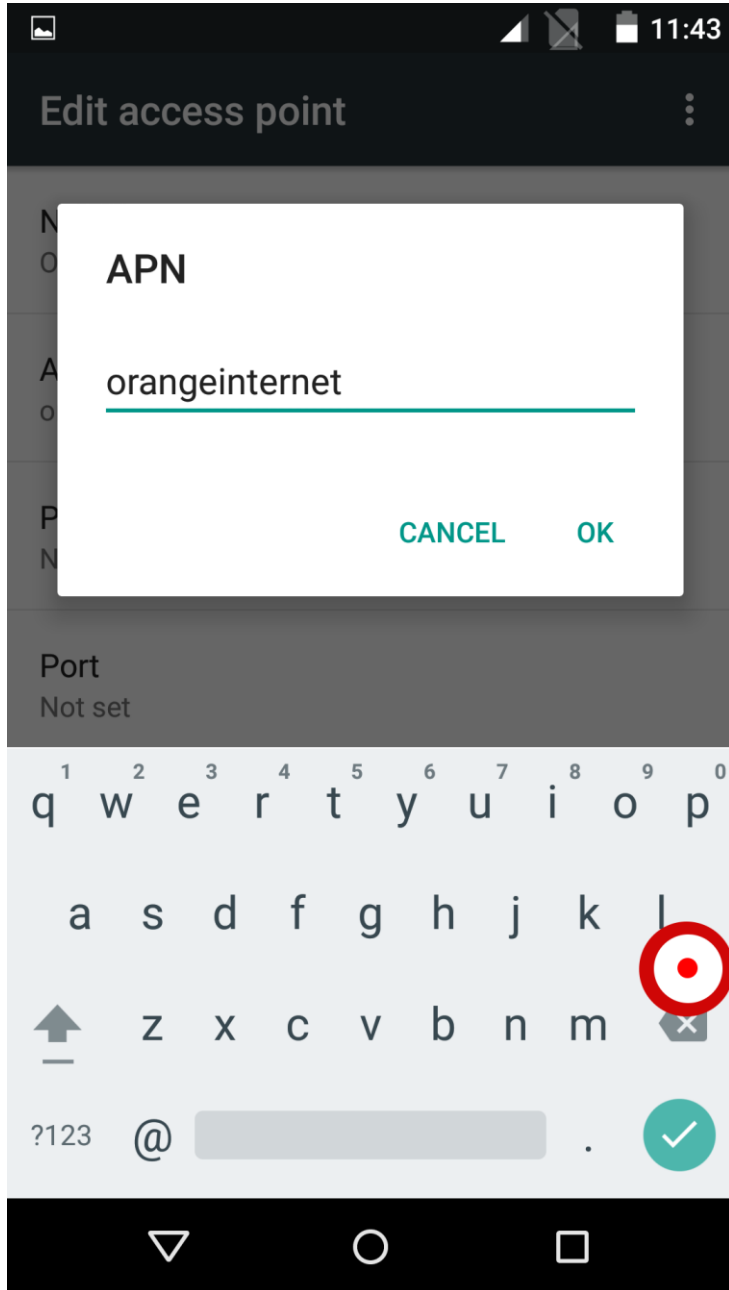 11:43
Edit access point
N
O
APN
A
orangeinternet
o
P
CANCEL OK
N
Port
Not set
1 2 3 4 5 6 7 8 9 0
q w e r t y u i o p
a s d f g h j k l
z x c v b n m
?123 @ .